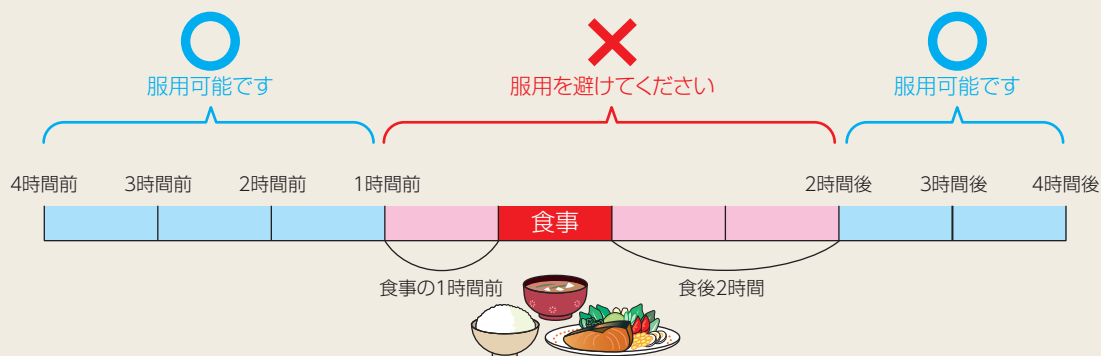 服用可能です
服用を避けてください
服用可能です
4時間前
3時間前
2時間前
1時間前
2時間後
3時間後
4時間後
食事
食事の1時間前
食後2時間